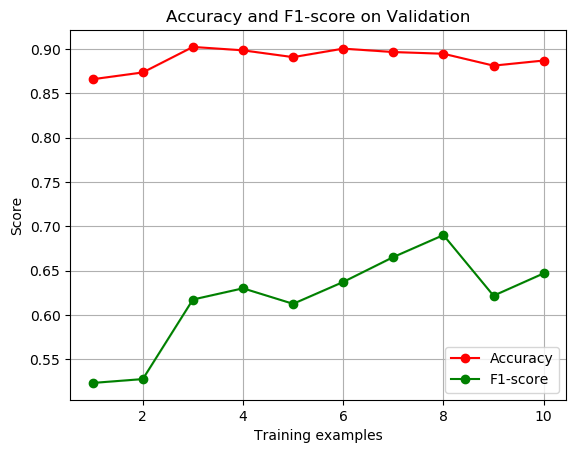 Accuracy and F1-score on Validation
0.90
0.85
0.80
0.75
0.70
0.65
0.60
0.55
Score
2 4 6 8 10
Training examples
Accuracy
F1-score